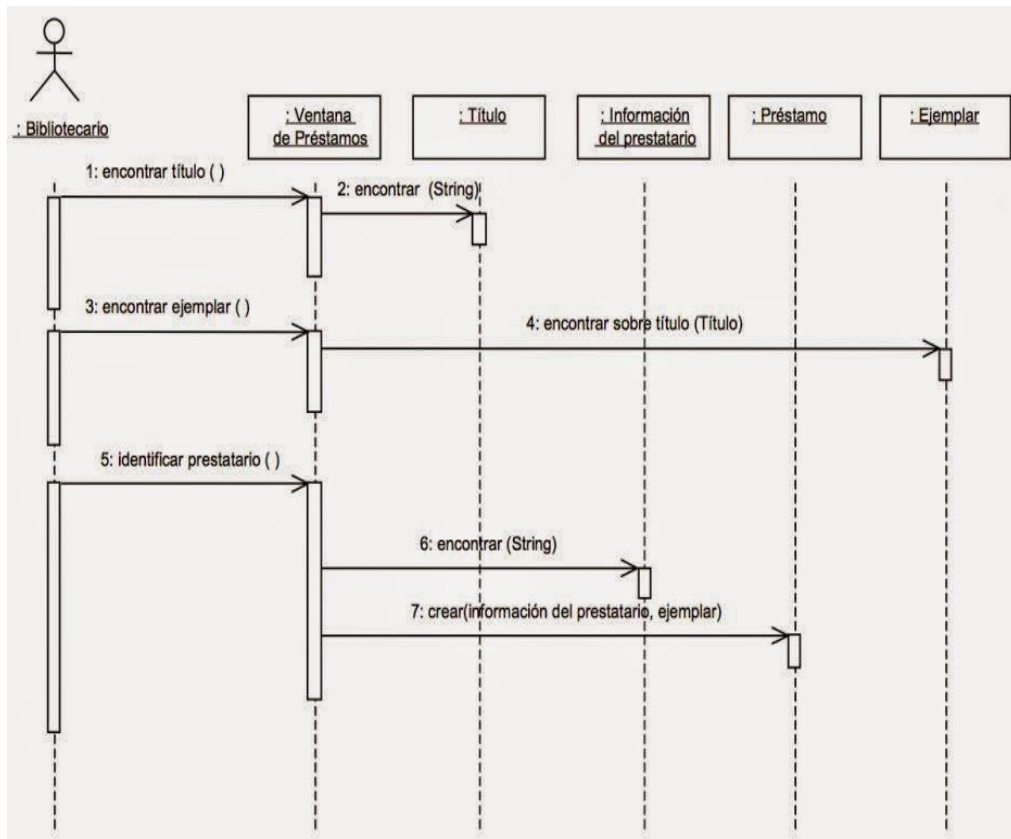 : Bibliotecario
: Ventana
de Préstamos
: Título
: Información
del prestatario
: Préstamo
: Ejemplar
1: encontrar título ( )
2: encontrar (String)
3: encontrar ejemplar ( )
4: encontrar sobre título (Título)
5: identificar prestatario ( )
6: encontrar (String)
7: crear(información del prestatario, ejemplar)